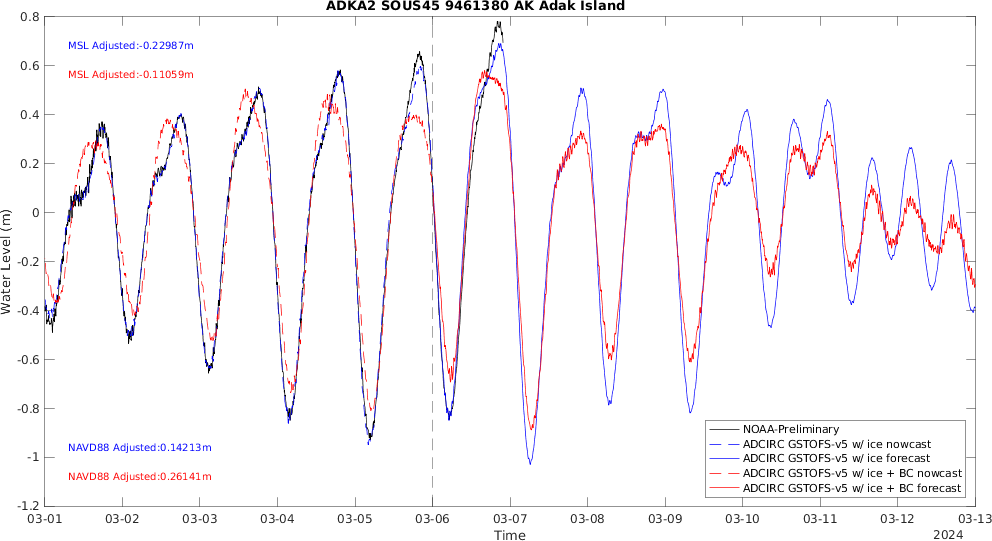 ADKA2 SOUS45 9461380 AK Adak Island
MSL Adjusted:-0.22987m
MSL Adjusted:-0.11059m
NAVD88 Adjusted:0.14213m
NAVD88 Adjusted:0.26141m
Water Level (m)
0.8
0.6
0.4
0.2
0
-0.2
-0.4
-0.6
-0.8
-1
-1.2
NOAA-Preliminary
ADCIRC GSTOFS-v5 w/ ice nowcast
ADCIRC GSTOFS-v5 w/ ice forecast
ADCIRC GSTOFS-v5 w/ ice + BC nowcast
ADCIRC GSTOFS-v5 w/ ice + BC forecast
03-01 03-02 03-03 03-04 03-05 03-06 03-07 03-08 03-09 03-10 03-11 03-12 03-13
Time
2024